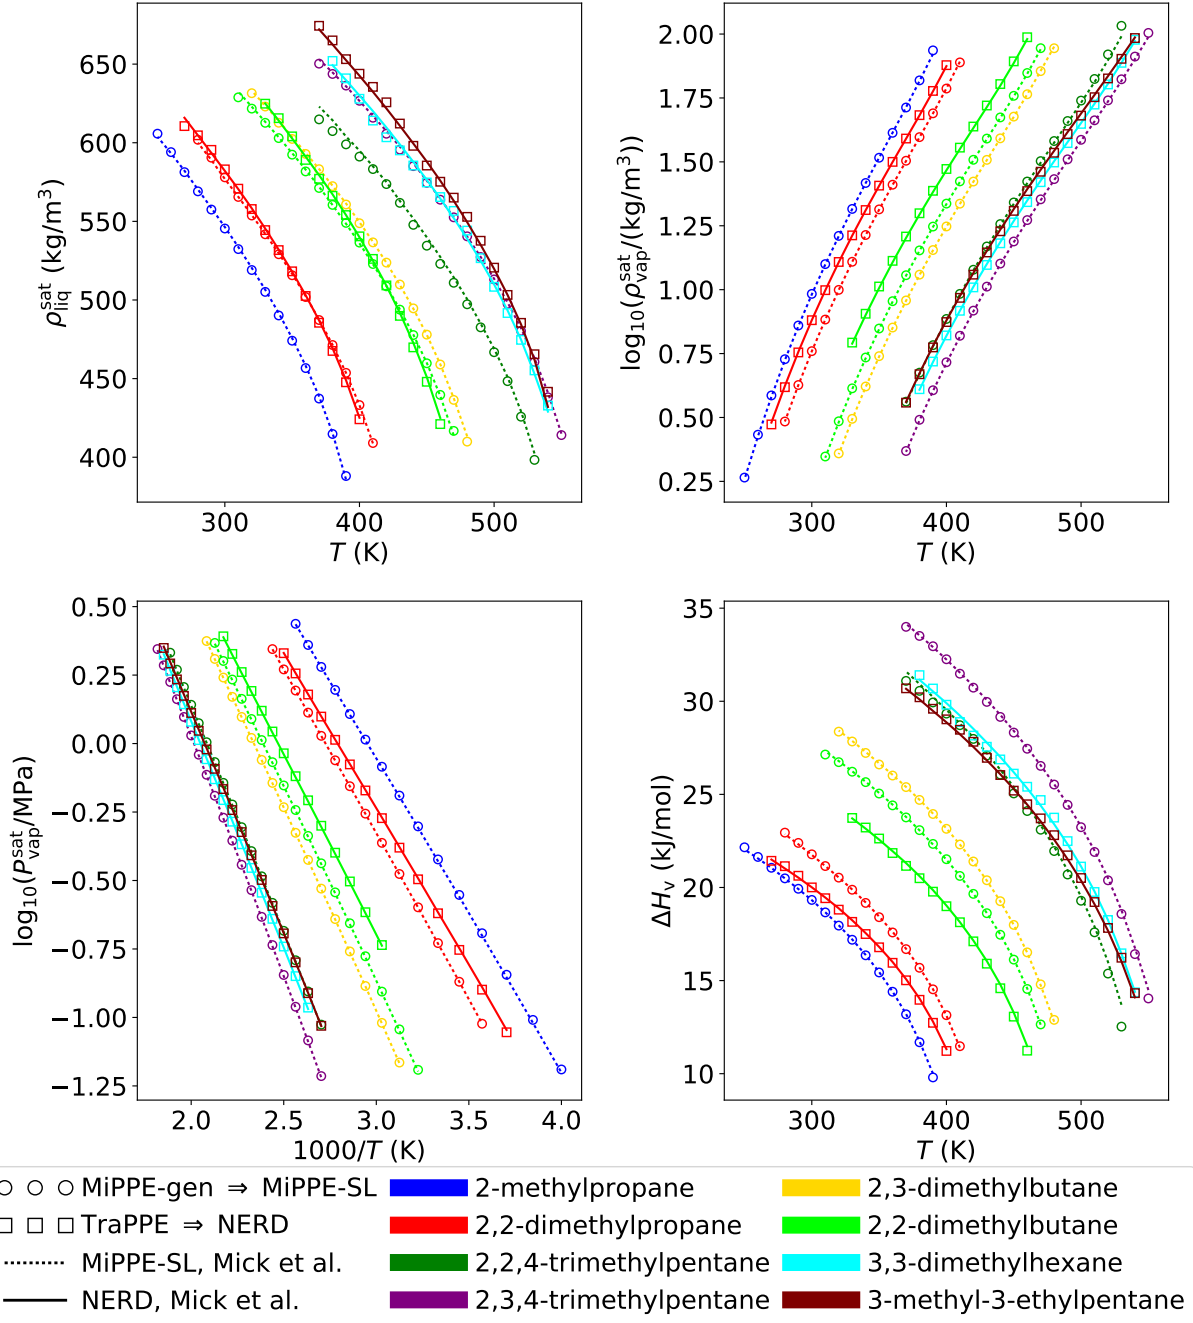 650
600
550
500
450
400
ρ_liq^sat (kg/m³)
300 400 500
T (K)
2.00
1.75
1.50
1.25
1.00
0.75
0.50
0.25
log₁₀(ρ_vap^sat/(kg/m³))
300 400 500
T (K)
0.50
0.25
0.00
−0.25
−0.50
−0.75
−1.00
−1.25
log₁₀(P_vap^sat/MPa)
2.0 2.5 3.0 3.5 4.0
1000/T (K)
35
30
25
20
15
10
ΔH_v (kJ/mol)
300 400 500
T (K)
MiPPE-gen ⇒ MiPPE-SL
TraPPE ⇒ NERD
MiPPE-SL, Mick et al.
NERD, Mick et al.
2-methylpropane
2,2-dimethylpropane
2,2,4-trimethylpentane
2,3,4-trimethylpentane
2,3-dimethylbutane
2,2-dimethylbutane
3,3-dimethylhexane
3-methyl-3-ethylpentane